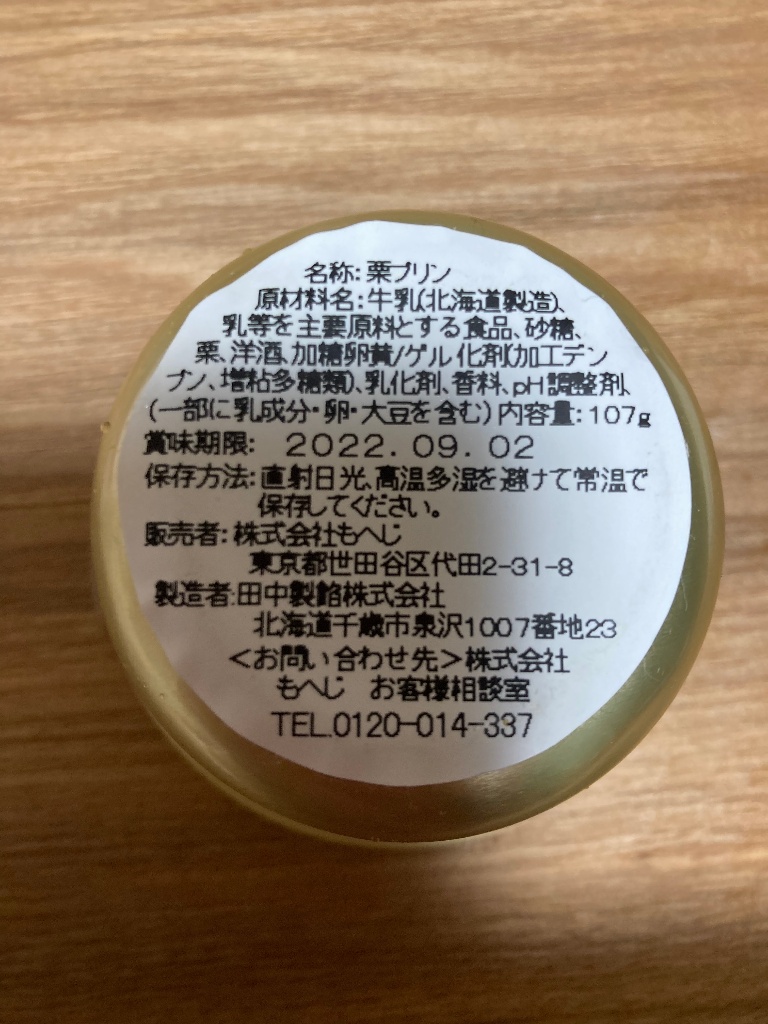 名称:栗プリン
原材料名:牛乳(北海道製造)、
乳等を主要原料とする食品、砂糖、
栗、洋酒、加糖卵黄/ゲル化剤(加工デン
プン、増粘多糖類)、乳化剤、香料、pH調整剤、
(一部に乳成分・卵・大豆を含む)内容量:107g
賞味期限: 2022.09.02
保存方法:直射日光、高温多湿を避けて常温で
保存してください。
販売者:株式会社もへじ
東京都世田谷区代田2-31-8
製造者:田中製餡株式会社
北海道千歳市泉沢1007番地23
<お問い合わせ先>株式会社
もへじ お客様相談室
TEL.0120-014-337